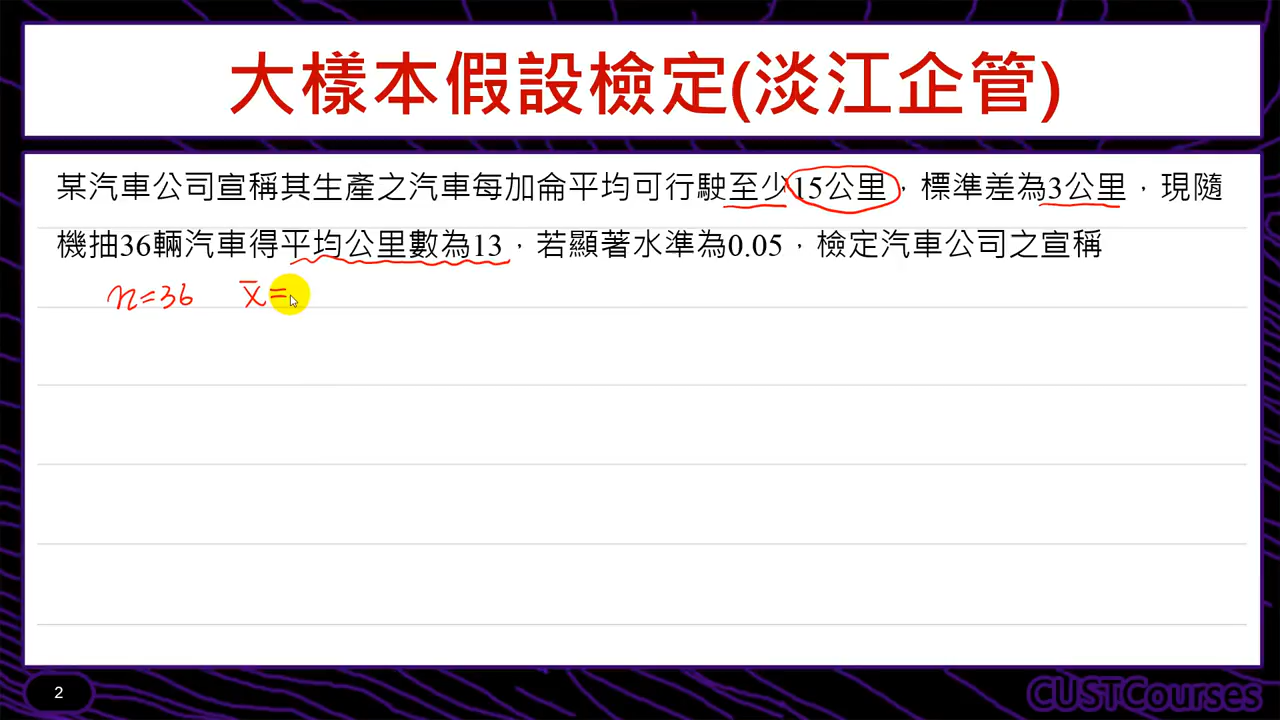 大樣本假設檢定(淡江企管)
某汽車公司宣稱其生產之汽車每加侖平均可行駛至少15公里，標準差為3公里，現隨
機抽36輛汽車得平均公里數為13，若顯著水準為0.05，檢定汽車公司之宣稱
n=36 x̄=
2
CUSTCourses